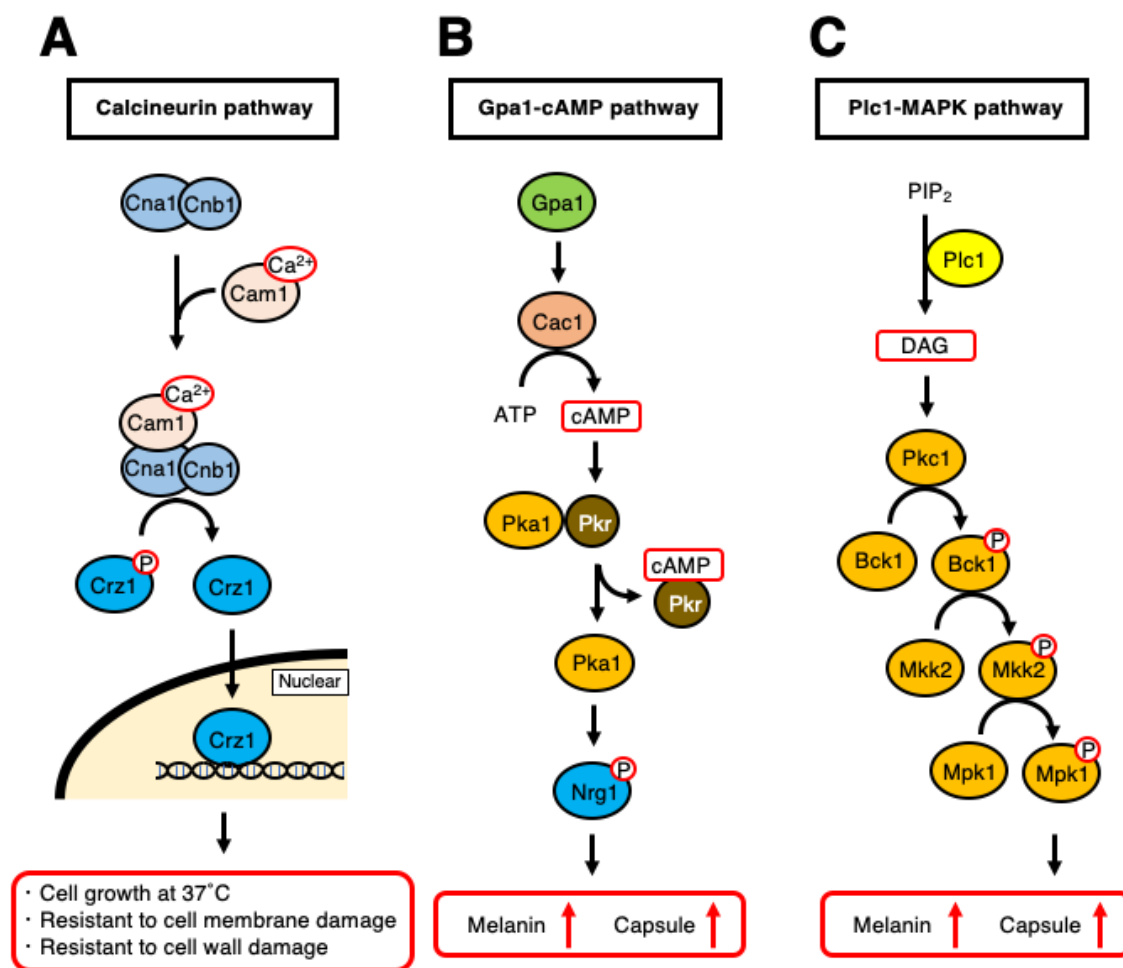 A
Calcineurin pathway
Cna1 Cnb1
Ca2+
Cam1
Ca2+
Cam1
Cna1 Cnb1
P
Crz1 Crz1
Nuclear
Crz1
・ Cell growth at 37˚C
・ Resistant to cell membrane damage
・ Resistant to cell wall damage
B
Gpa1-cAMP pathway
Gpa1
Cac1
ATP cAMP
Pka1 Pkr
cAMP
Pkr
Pka1
P
Nrg1
Melanin Capsule
C
Plc1-MAPK pathway
PIP2
Plc1
DAG
Pkc1
P
Bck1 Bck1
P
Mkk2 Mkk2
P
Mpk1 Mpk1
Melanin Capsule